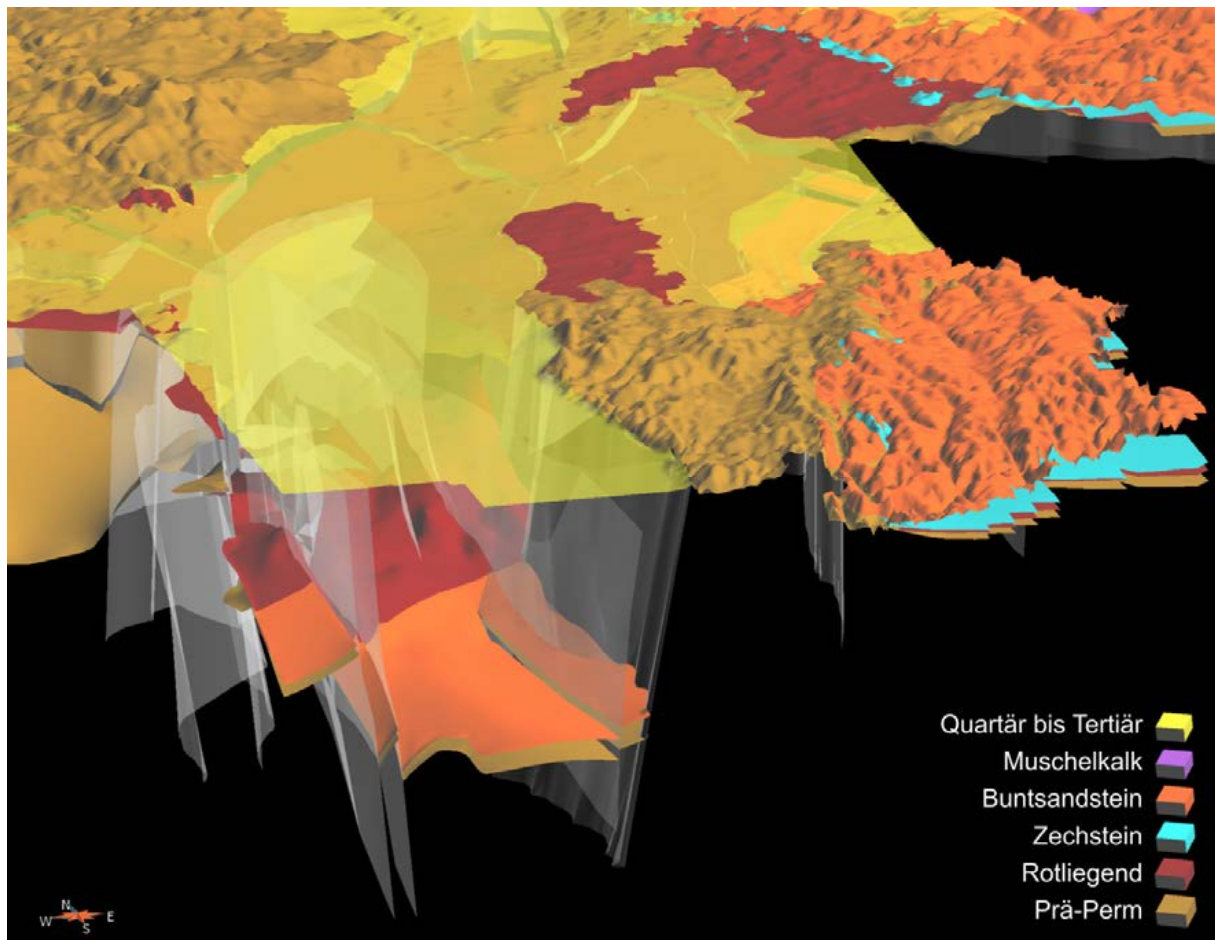 Quartär bis Tertiär
Muschelkalk
Buntsandstein
Zechstein
Rotliegend
Prä-Perm
N
W E
S